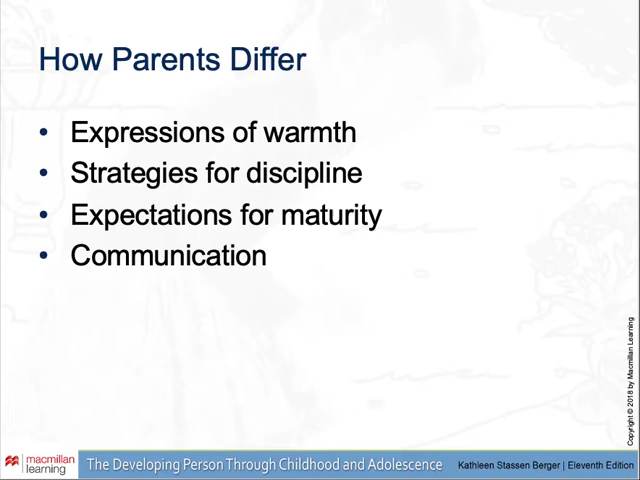 How Parents Differ
• Expressions of warmth
• Strategies for discipline
• Expectations for maturity
• Communication
Copyright © 2018 by Macmillan Learning
macmillan
learning
The Developing Person Through Childhood and Adolescence
Kathleen Stassen Berger | Eleventh Edition